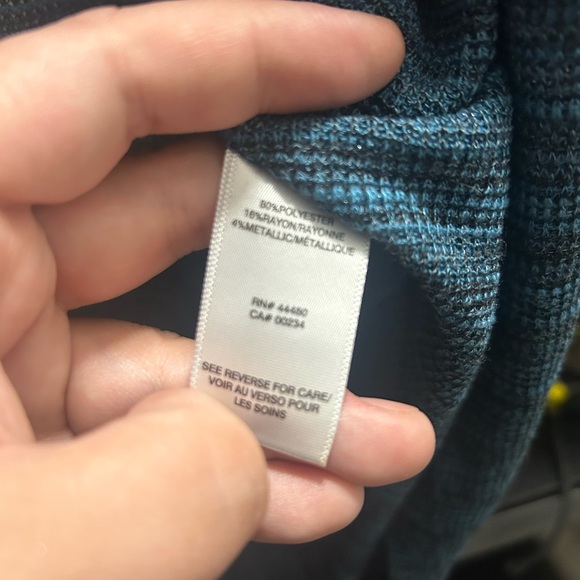 80%POLYESTER
16%RAYON/RAYONNE
4%METALLIC/MÉTALLIQUE
RN# 44480
CA# 00234
SEE REVERSE FOR CARE/
VOIR AU VERSO POUR
LES SOINS